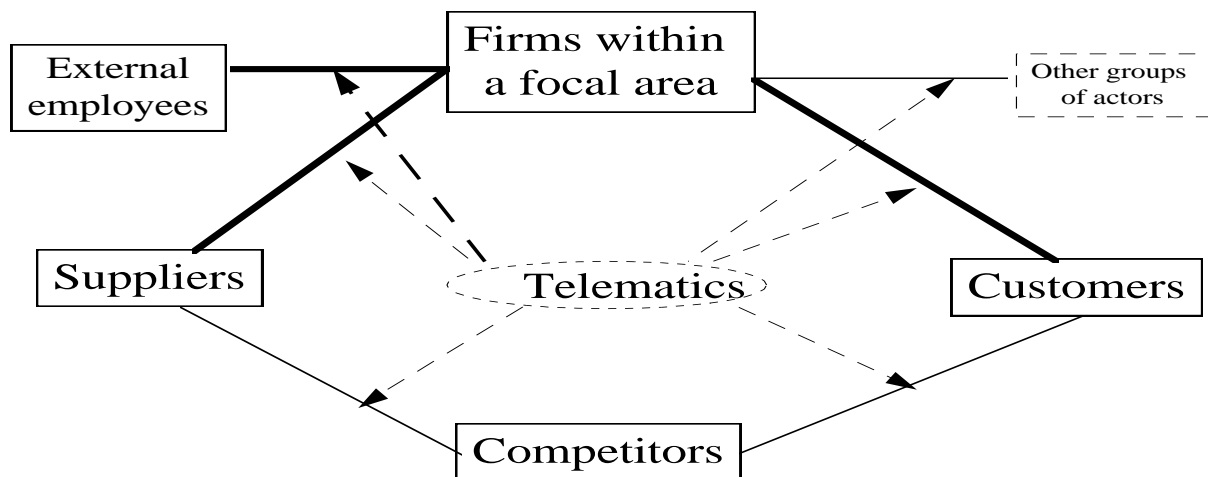 Firms within
a focal area
External
employees
Other groups
of actors
Suppliers
Telematics
Customers
Competitors